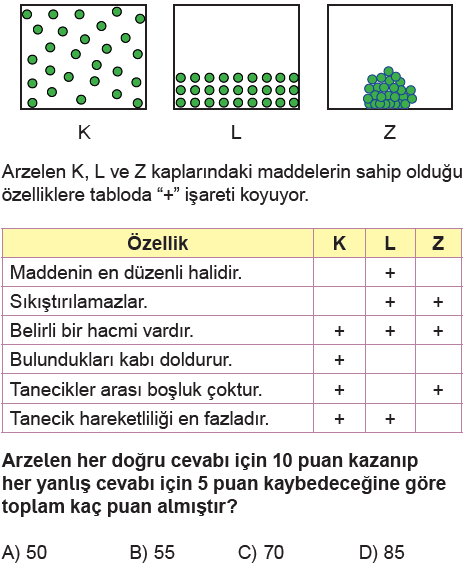 K L Z
Arzelen K, L ve Z kaplarındaki maddelerin sahip olduğu
özelliklere tabloda “+” işareti koyuyor.
Özellik K L Z
Maddenin en düzenli halidir. +
Sıkıştırılamazlar. + +
Belirli bir hacmi vardır. + + +
Bulundukları kabı doldurur. +
Tanecikler arası boşluk çoktur. + +
Tanecik hareketliliği en fazladır. + +
Arzelen her doğru cevabı için 10 puan kazanıp
her yanlış cevabı için 5 puan kaybedeceğine göre
toplam kaç puan almıştır?
A) 50 B) 55 C) 70 D) 85